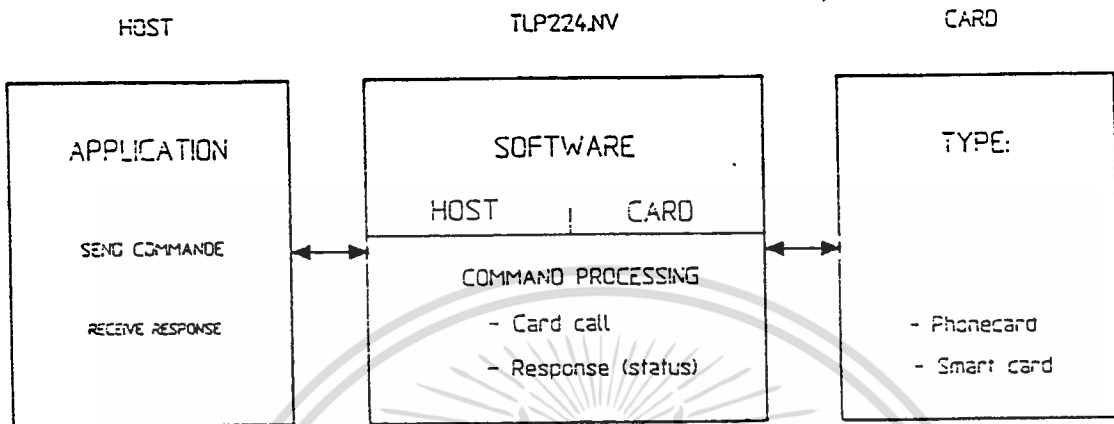 HOST
TLP224.NV
CARD
APPLICATION
SEND COMMANDE
RECEIVE RESPONSE
SOFTWARE
HOST
CARD
COMMAND PROCESSING
- Card call
- Response (status)
TYPE:
- Phonecard
- Smart card